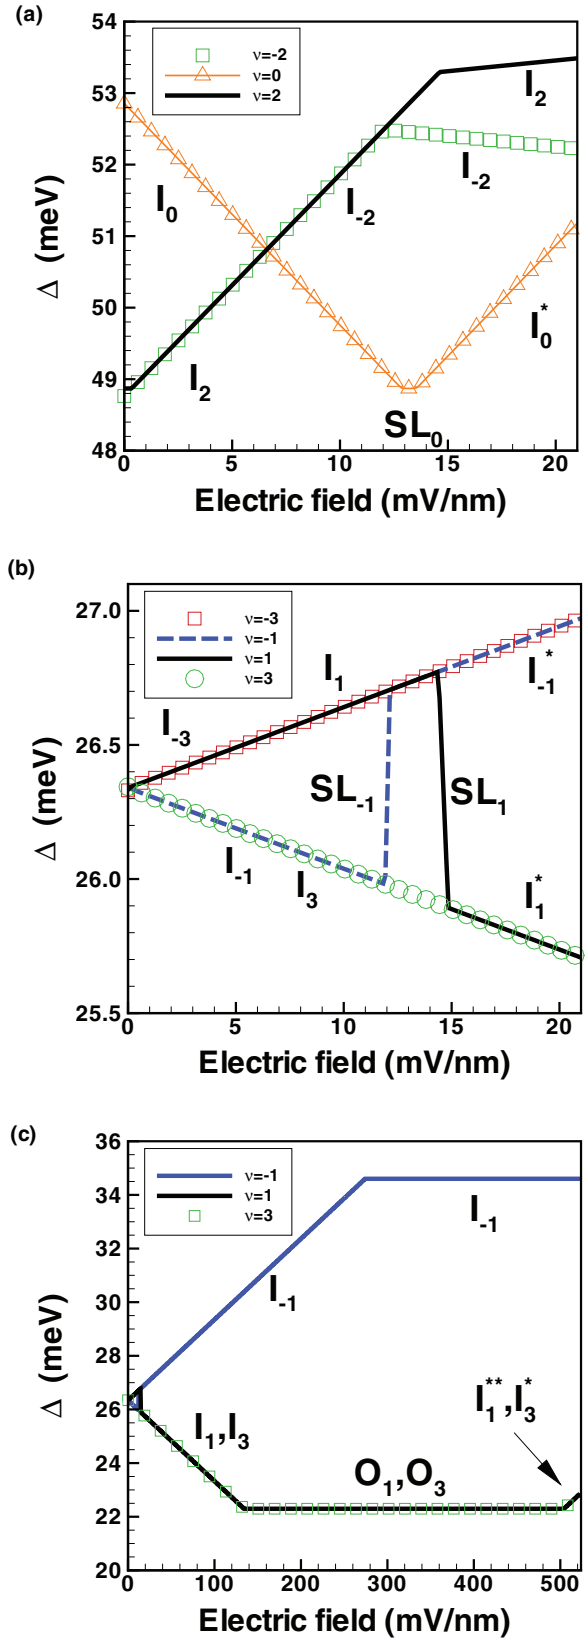 (a)
54
53
52
51
50
49
48
Δ (meV)
ν=-2
ν=0
ν=2
I₀
I₂
I₋₂
I₋₂
I₂
I₀*
SL₀
0 5 10 15 20
Electric field (mV/nm)
(b)
27.0
26.5
26.0
25.5
Δ (meV)
ν=-3
ν=-1
ν=1
ν=3
I₋₃
I₁
I₋₁*
SL₋₁
SL₁
I₋₁
I₃
I₁*
0 5 10 15 20
Electric field (mV/nm)
(c)
36
34
32
30
28
26
24
22
20
Δ (meV)
ν=-1
ν=1
ν=3
I₋₁
I₋₁
I₁,I₃
O₁,O₃
I₁**,I₃*
0 100 200 300 400 500
Electric field (mV/nm)